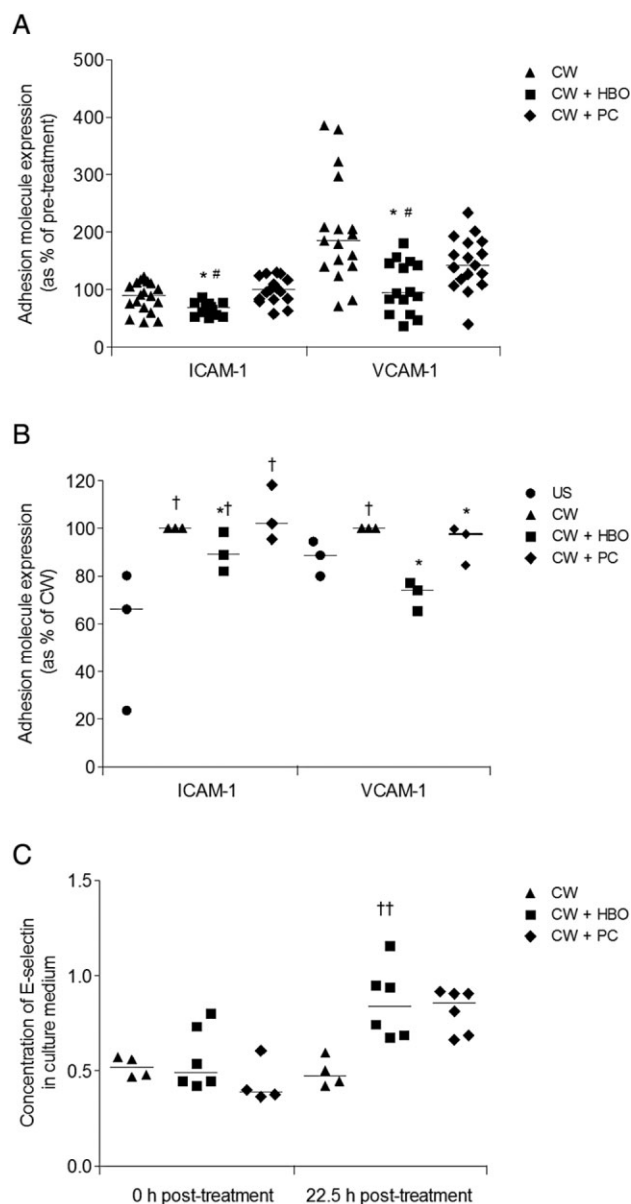 A
500
400
300
200
100
0
Adhesion molecule expression
(as % of pre-treatment)
* #
* #
ICAM-1
VCAM-1
CW
CW + HBO
CW + PC
B
120
100
80
60
40
20
0
Adhesion molecule expression
(as % of CW)
†
*†
†
†
*
*
ICAM-1
VCAM-1
US
CW
CW + HBO
CW + PC
C
1.5
1.0
0.5
0.0
Concentration of E-selectin
in culture medium
††
0 h post-treatment
22.5 h post-treatment
CW
CW + HBO
CW + PC